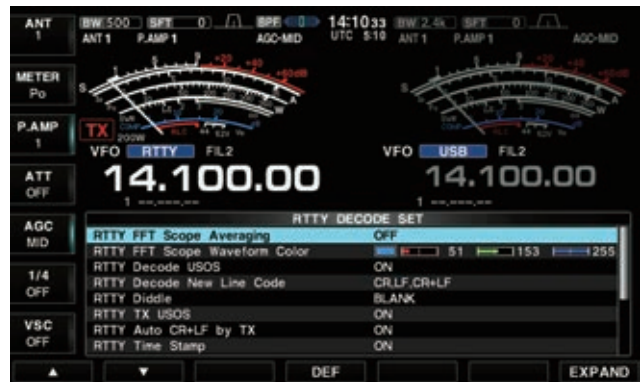 ANT
1
BW 500 SFT 0 BPF 0
14:10 33
UTC 5:10
BW 2.4k SFT 0
ANT 1 P.AMP 1 AGC-MID
ANT 1 P.AMP 1 AGC-MID
METER
Po
P.AMP
1
TX
200W
VFO RTTY FIL2
VFO USB FIL2
ATT
OFF
14.100.00
14.100.00
1 --,---,---
1 --,---,---
AGC
MID
RTTY DECODE SET
RTTY FFT Scope Averaging OFF
RTTY FFT Scope Waveform Color 51 153 255
RTTY Decode USOS ON
RTTY Decode New Line Code CR,LF,CR+LF
RTTY Diddle BLANK
RTTY TX USOS ON
RTTY Auto CR+LF by TX ON
RTTY Time Stamp ON
1/4
OFF
VSC
OFF
DEF
EXPAND